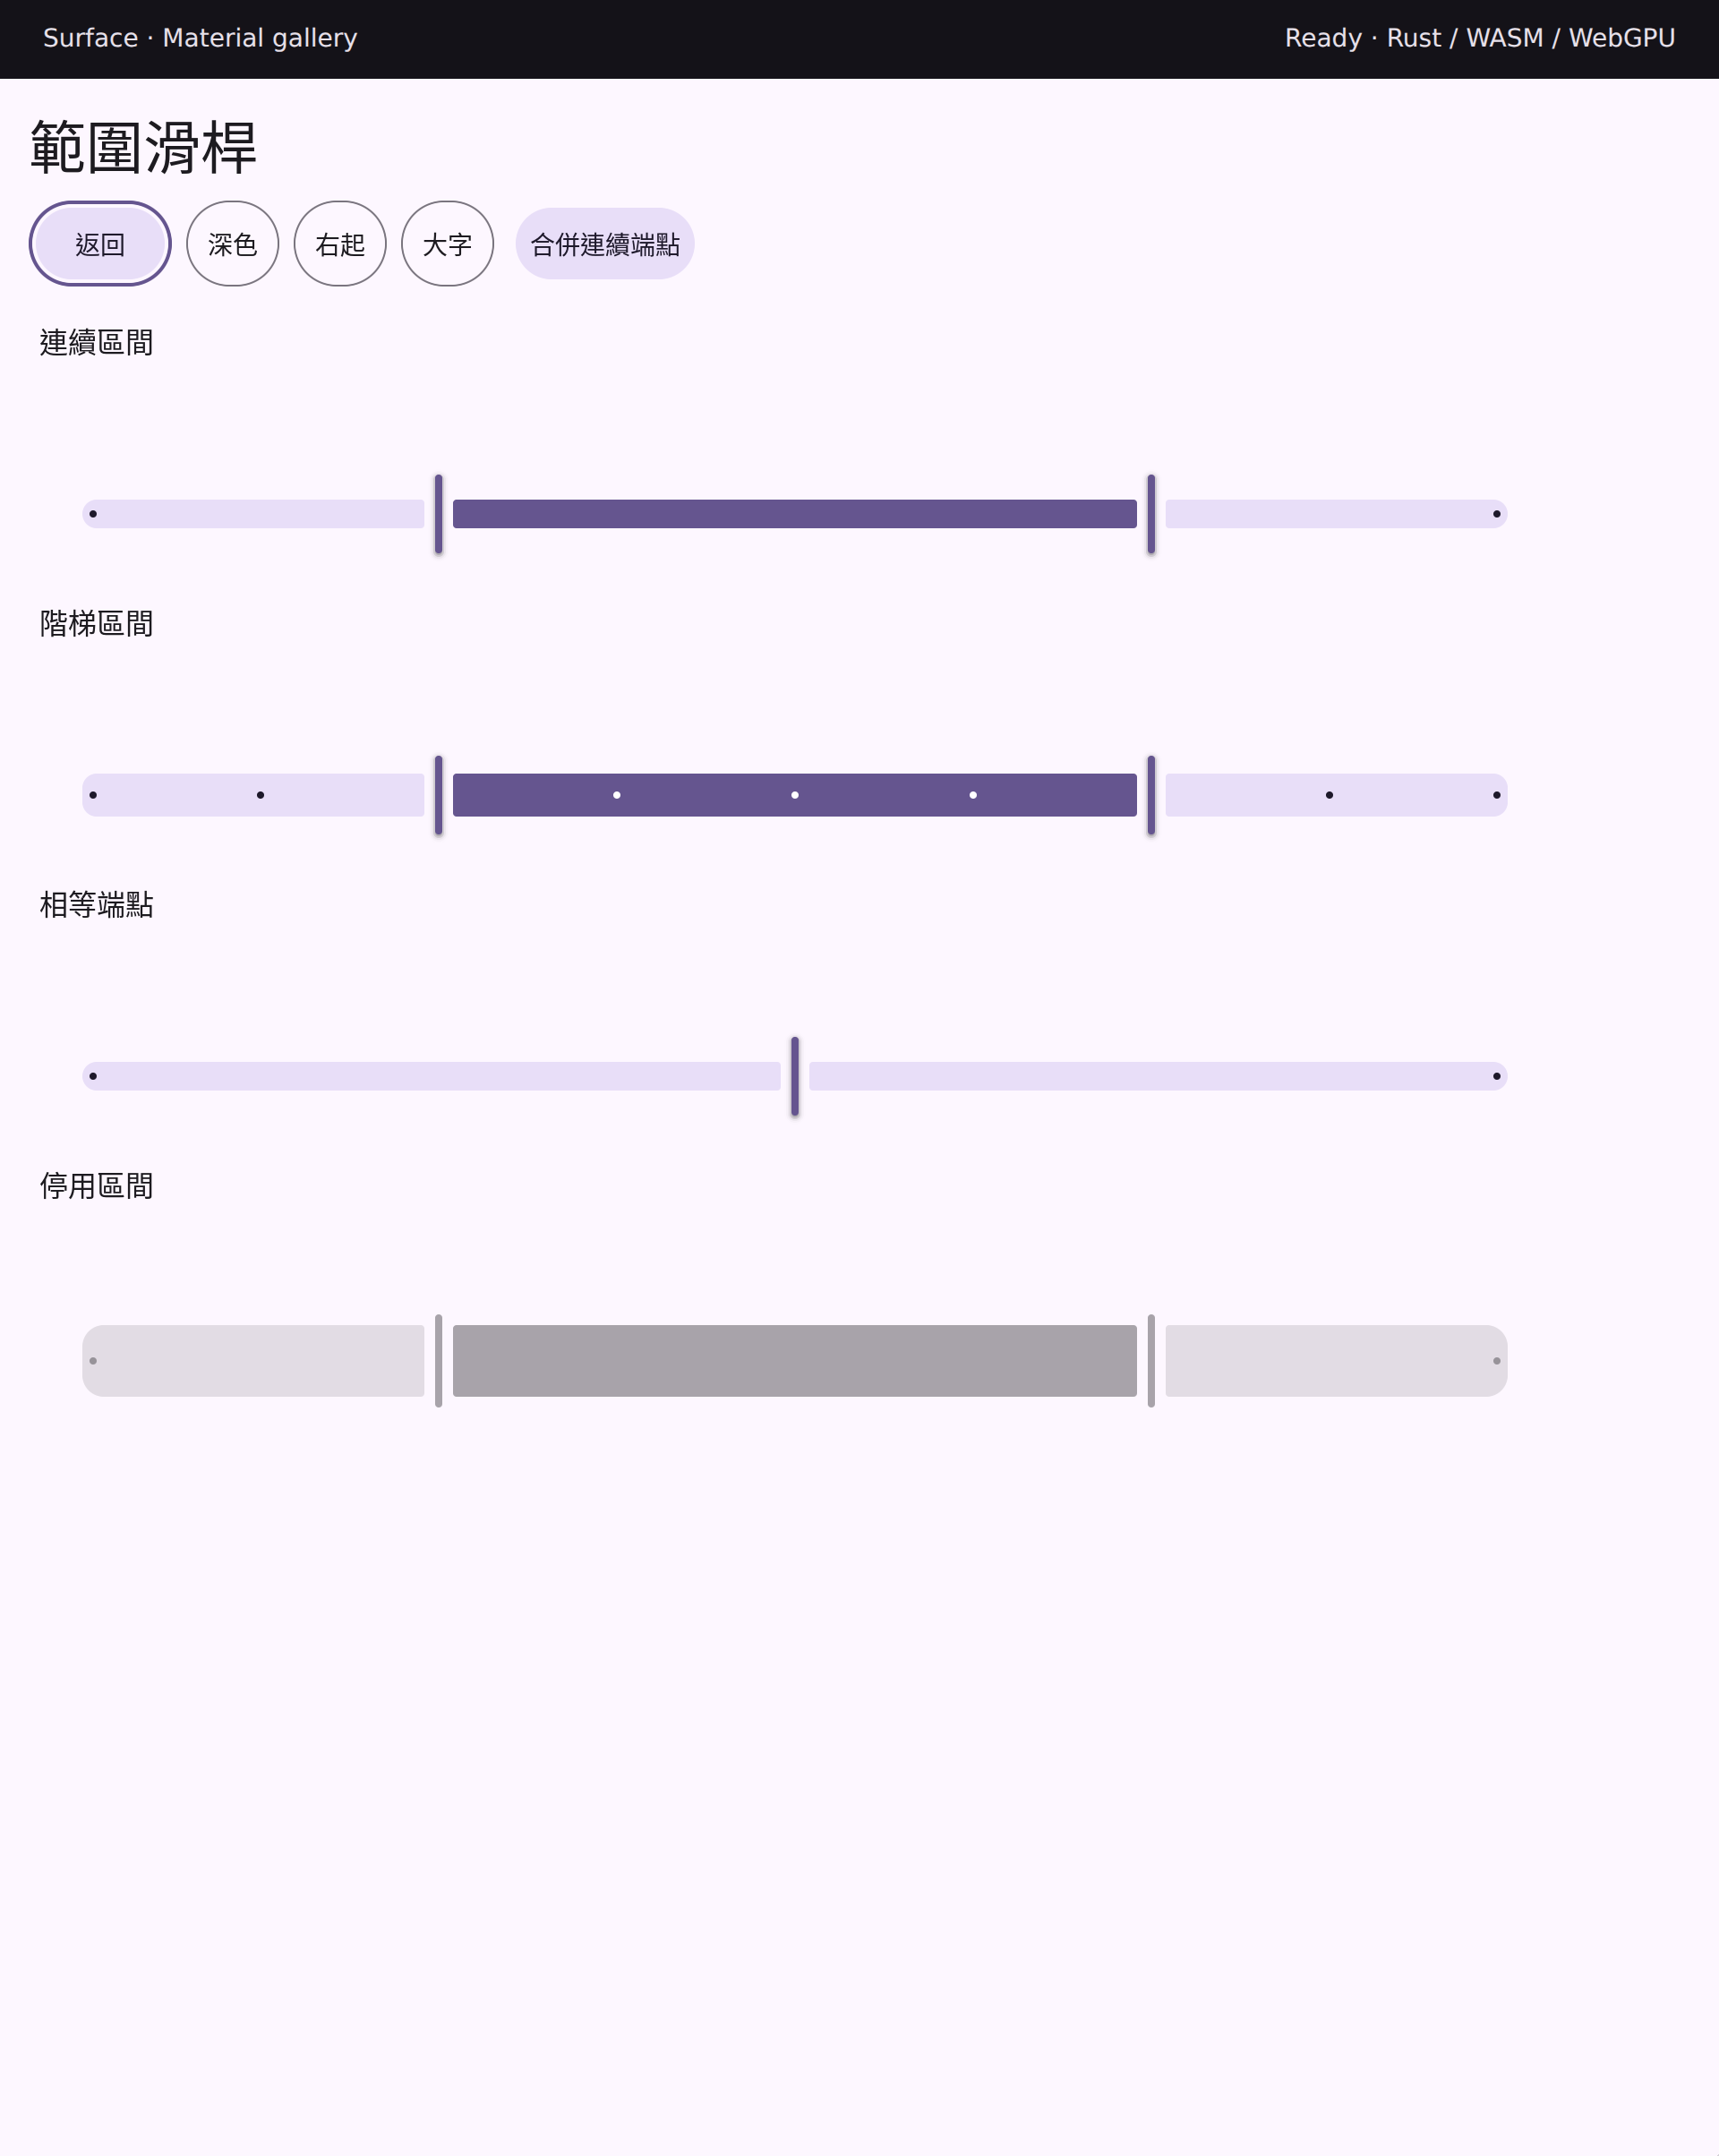 Surface · Material gallery
Ready · Rust / WASM / WebGPU
範圍滑桿
返回 深色 右起 大字 合併連續端點
連續區間
階梯區間
相等端點
停用區間